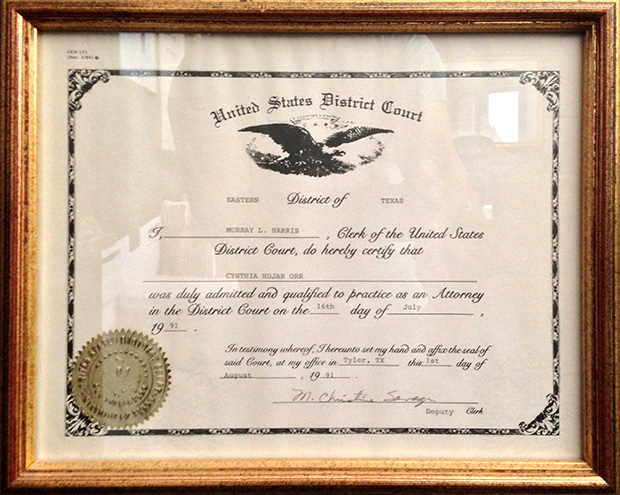 United States District Court
EASTERN District of TEXAS
I, MURRAY L. HARRIS, Clerk of the United States
District Court, do hereby certify that
CYNTHIA HUJAR ORR
was duly admitted and qualified to practice as an Attorney
in the District Court on the 16th day of July,
19 91.
In testimony whereof, I hereunto set my hand and affix the seal of
said Court, at my office in Tyler, TX this 1st day of
August, 19 91.
M. Christine Savage
Deputy Clerk